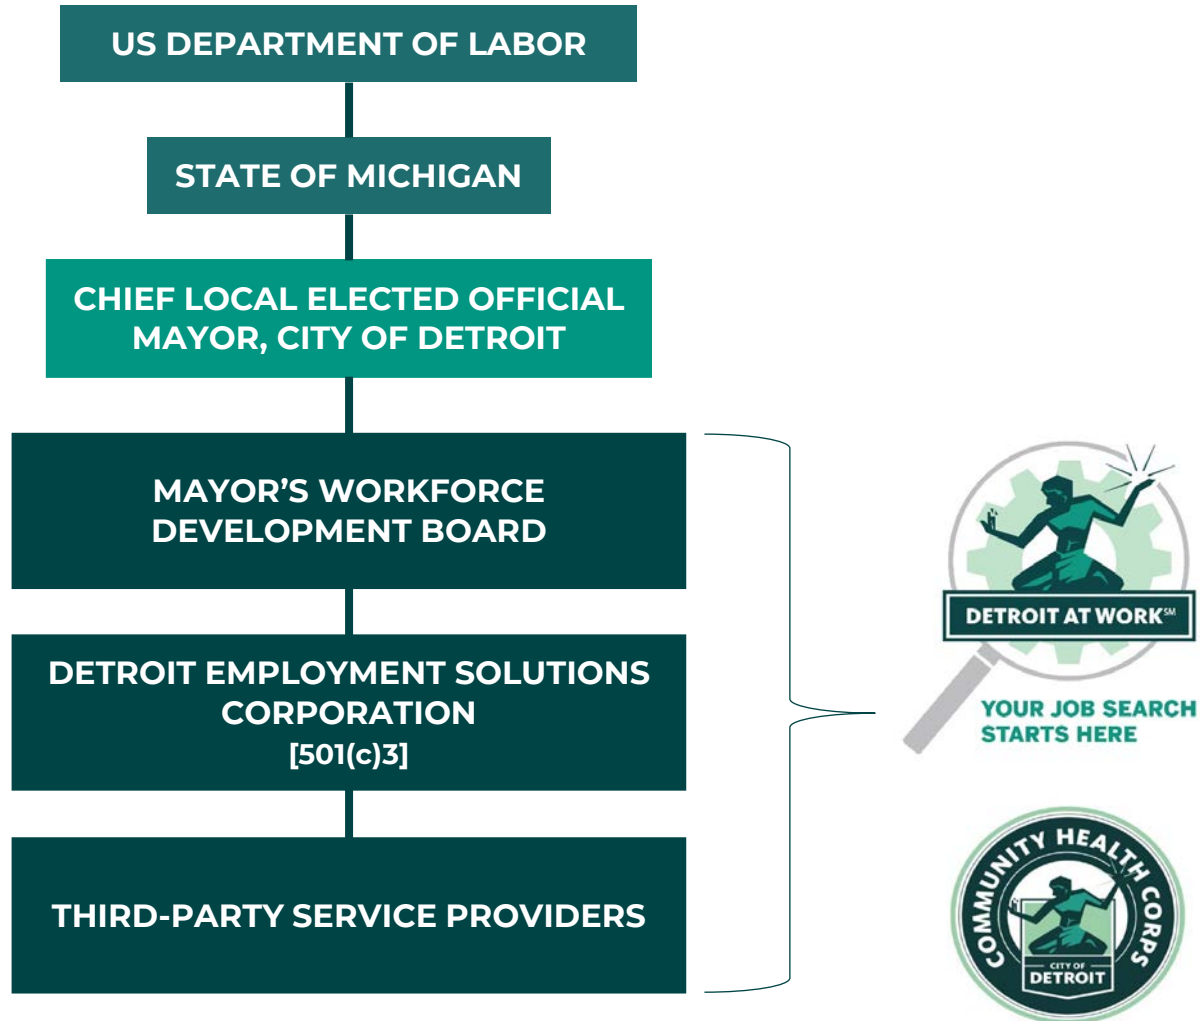 US DEPARTMENT OF LABOR
STATE OF MICHIGAN
CHIEF LOCAL ELECTED OFFICIAL
MAYOR, CITY OF DETROIT
MAYOR’S WORKFORCE
DEVELOPMENT BOARD
DETROIT EMPLOYMENT SOLUTIONS
CORPORATION
[501(c)3]
THIRD-PARTY SERVICE PROVIDERS
DETROIT AT WORK℠
YOUR JOB SEARCH
STARTS HERE
COMMUNITY HEALTH CORPS
CITY OF
DETROIT